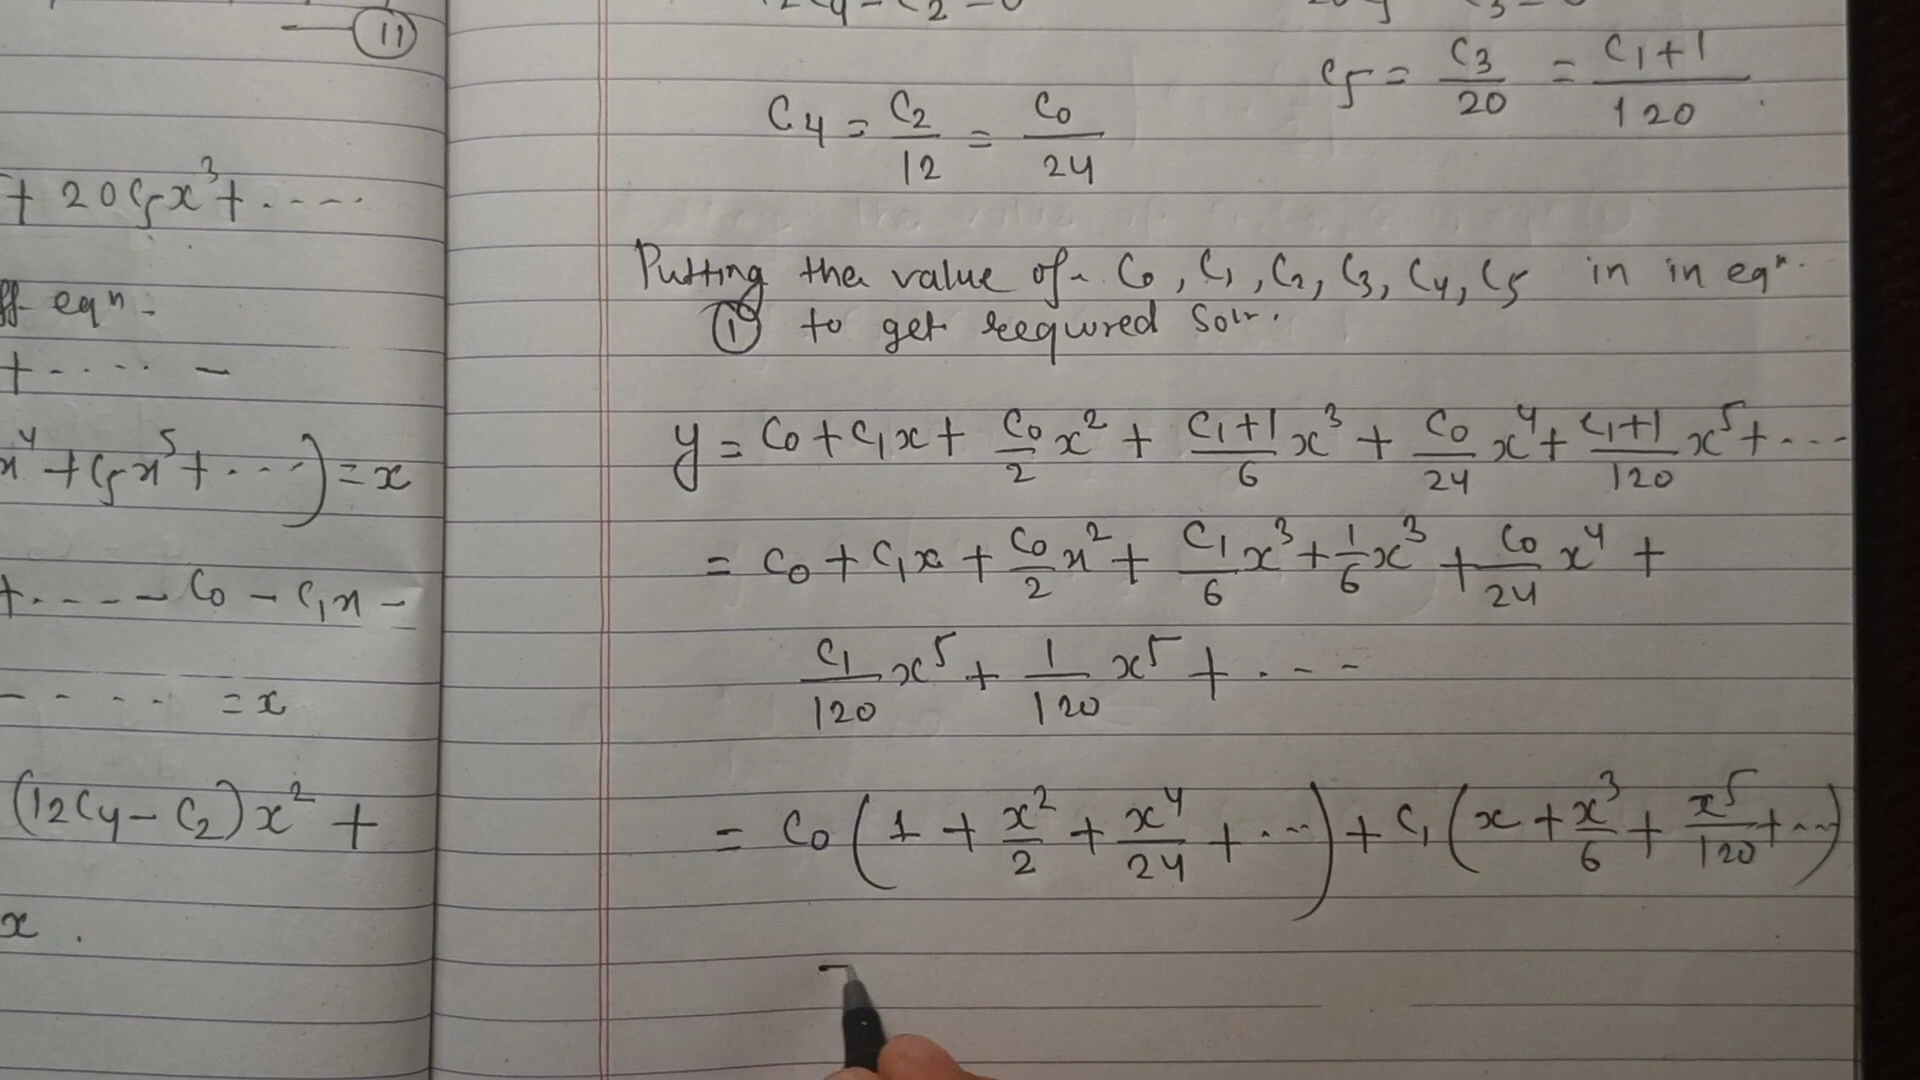 (11)
+ 20c₅x³ + .....
ff eqⁿ.
+ ..... -
x⁴ + c₅x⁵ + ....) = x
+ .... - c₀ - c₁x -
- - - - . = x
(12c₄ - c₂)x² +
x.
c₅ = c₃/20 = c₁+1/120.
c₄ = c₂/12 = c₀/24
Putting the value of c₀, c₁, c₂, c₃, c₄, c₅ in in eqⁿ.
(1) to get required Solⁿ.
y = c₀ + c₁x + c₀/2 x² + c₁+1/6 x³ + c₀/24 x⁴ + c₁+1/120 x⁵ + ....
= c₀ + c₁x + c₀/2 x² + c₁/6 x³ + 1/6 x³ + c₀/24 x⁴ +
c₁/120 x⁵ + 1/120 x⁵ + ....
= c₀(1 + x²/2 + x⁴/24 + ....) + c₁(x + x³/6 + x⁵/120 + ...)